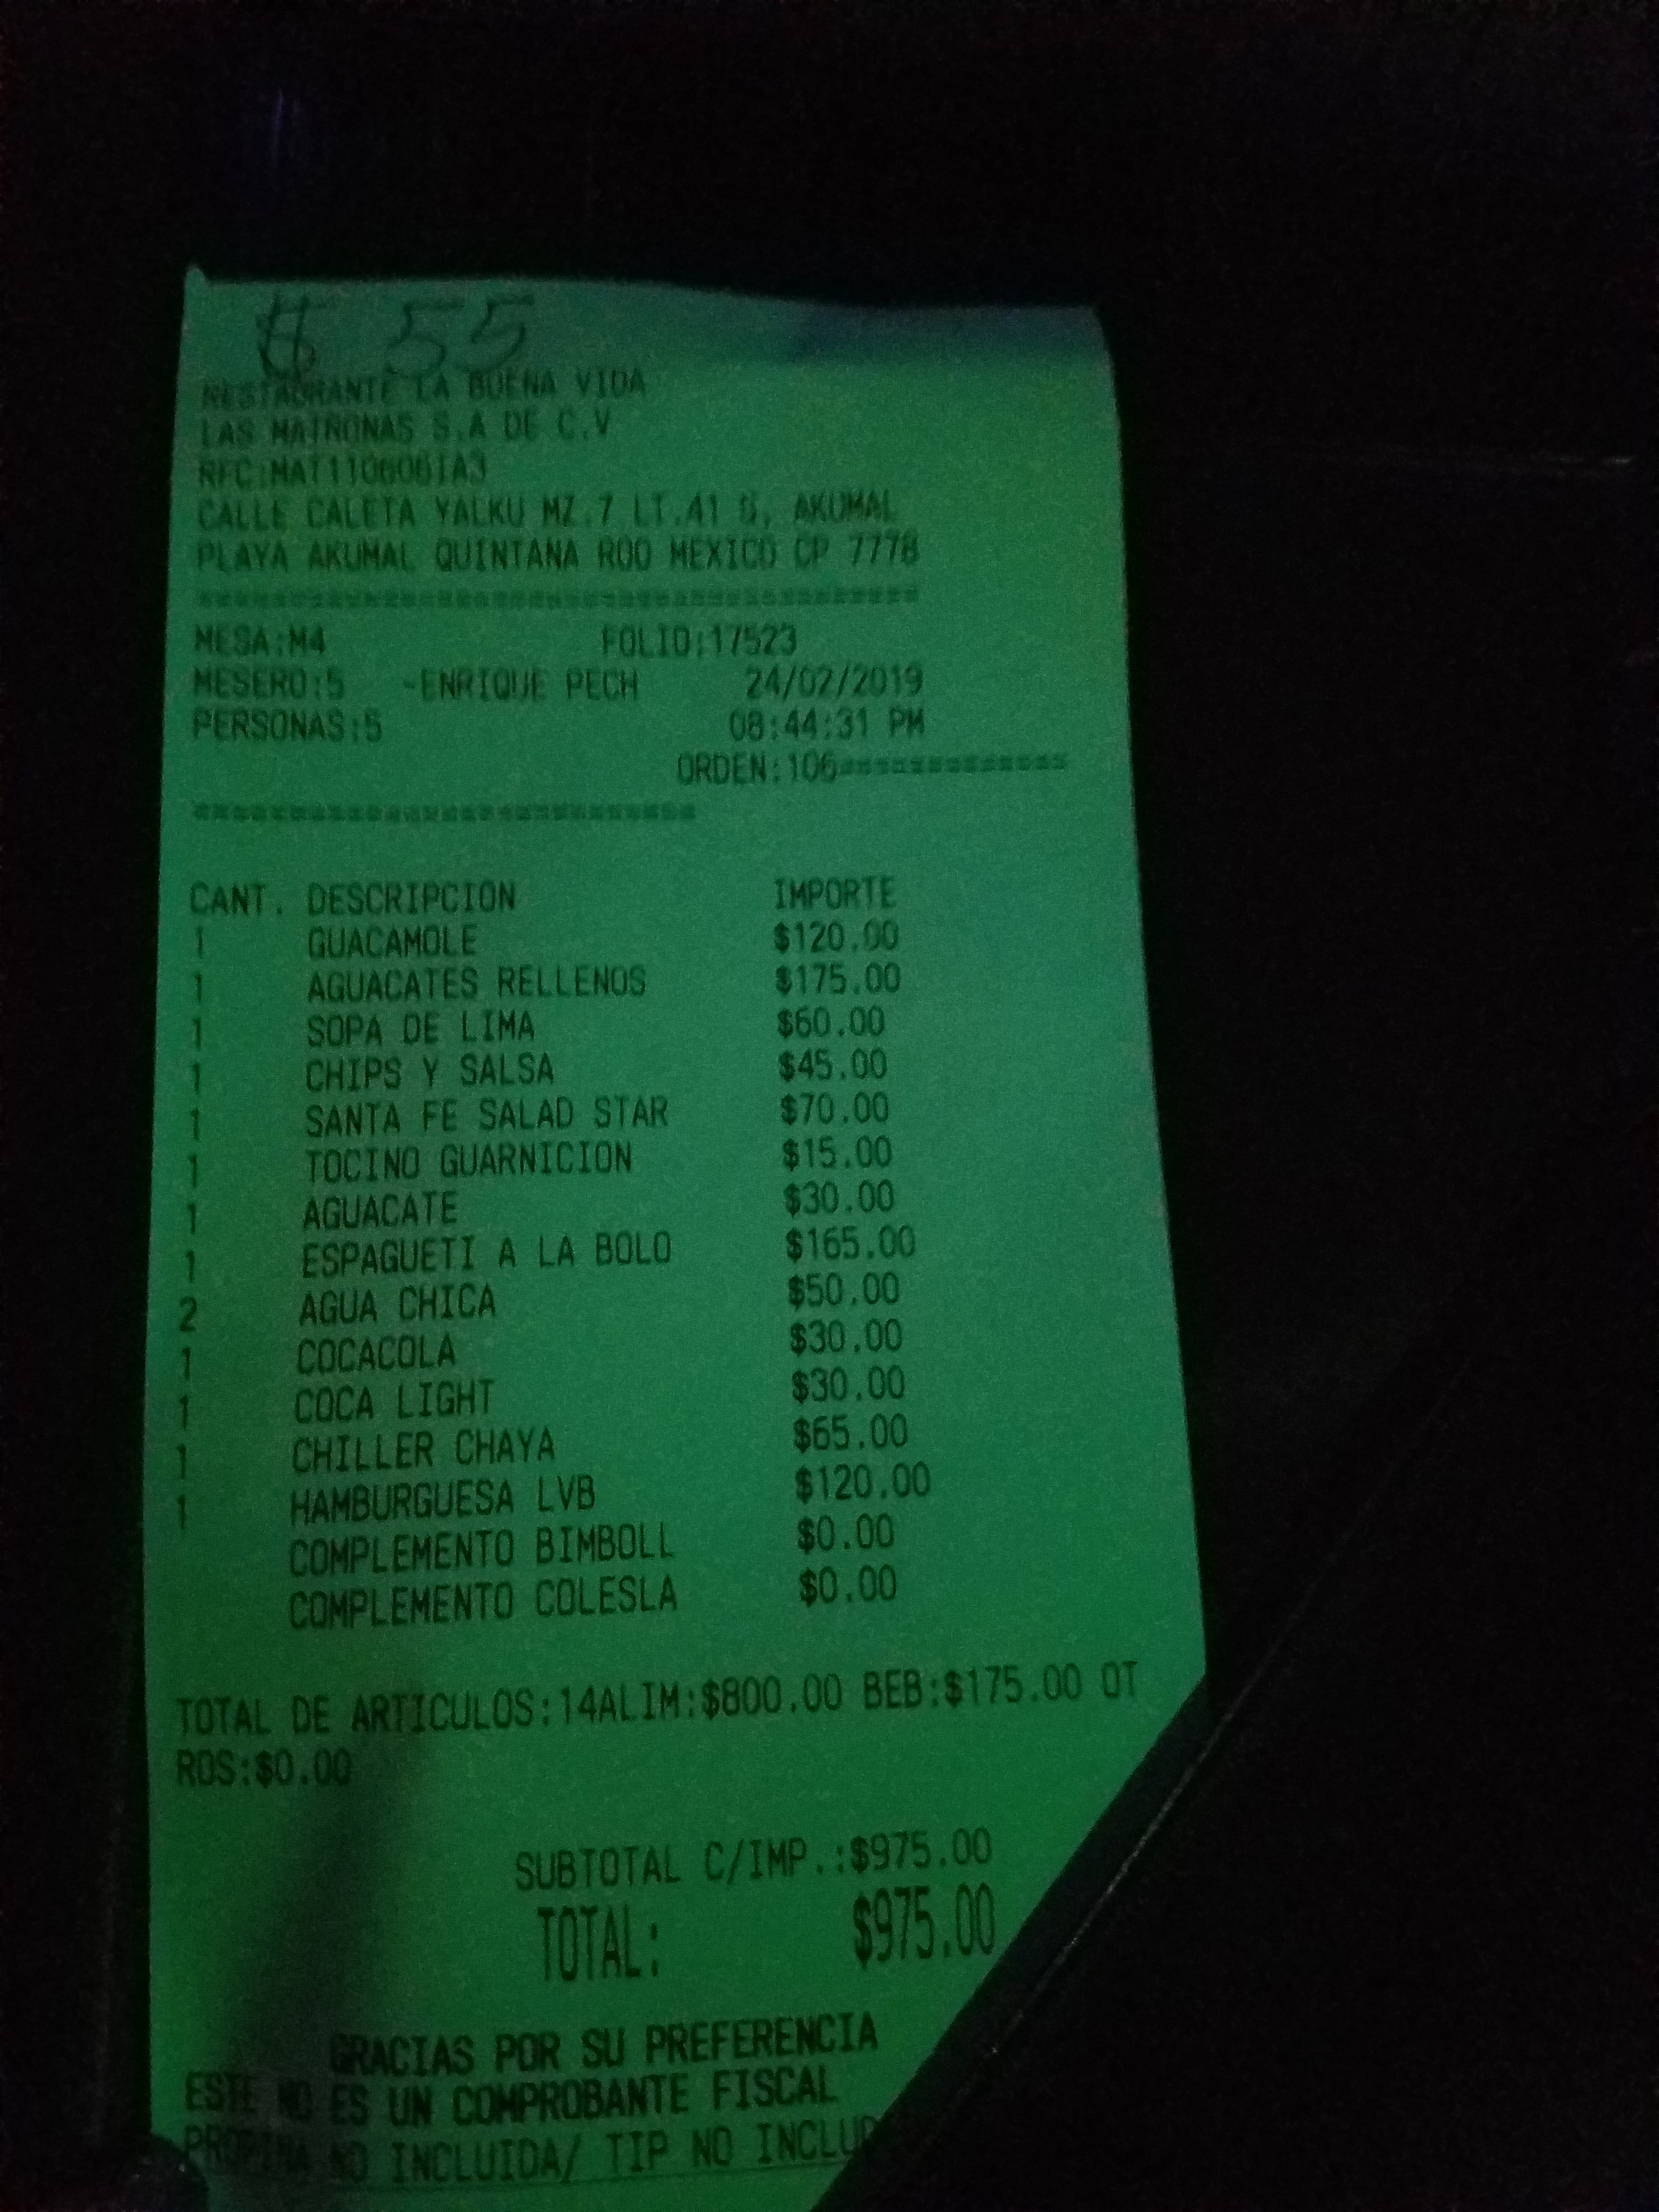 $ 55
RESTAURANTE LA BUENA VIDA
LAS MATRONAS S.A DE C.V
RFC:MAT110606IA3
CALLE CALETA YALKU MZ.7 LT.41 , AKUMAL
PLAYA AKUMAL QUINTANA ROO MEXICO CP 7778
=====================================
MESA:M4 FOLIO:17523
MESERO:5 -ENRIQUE PECH 24/02/2019
PERSONAS:5 08:44:31 PM
ORDEN:106=============
===========================
CANT. DESCRIPCION IMPORTE
1 GUACAMOLE $120.00
1 AGUACATES RELLENOS $175.00
1 SOPA DE LIMA $60.00
1 CHIPS Y SALSA $45.00
1 SANTA FE SALAD STAR $70.00
1 TOCINO GUARNICION $15.00
1 AGUACATE $30.00
1 ESPAGUETI A LA BOLO $165.00
2 AGUA CHICA $50.00
1 COCACOLA $30.00
1 COCA LIGHT $30.00
1 CHILLER CHAYA $65.00
1 HAMBURGUESA LVB $120.00
COMPLEMENTO BIMBOLL $0.00
COMPLEMENTO COLESLA $0.00
TOTAL DE ARTICULOS:14ALIM:$800.00 BEB:$175.00 OT
ROS:$0.00
SUBTOTAL C/IMP.:$975.00
TOTAL: $975.00
GRACIAS POR SU PREFERENCIA
ESTE NO ES UN COMPROBANTE FISCAL
PROPINA NO INCLUIDA/ TIP NO INCLUD